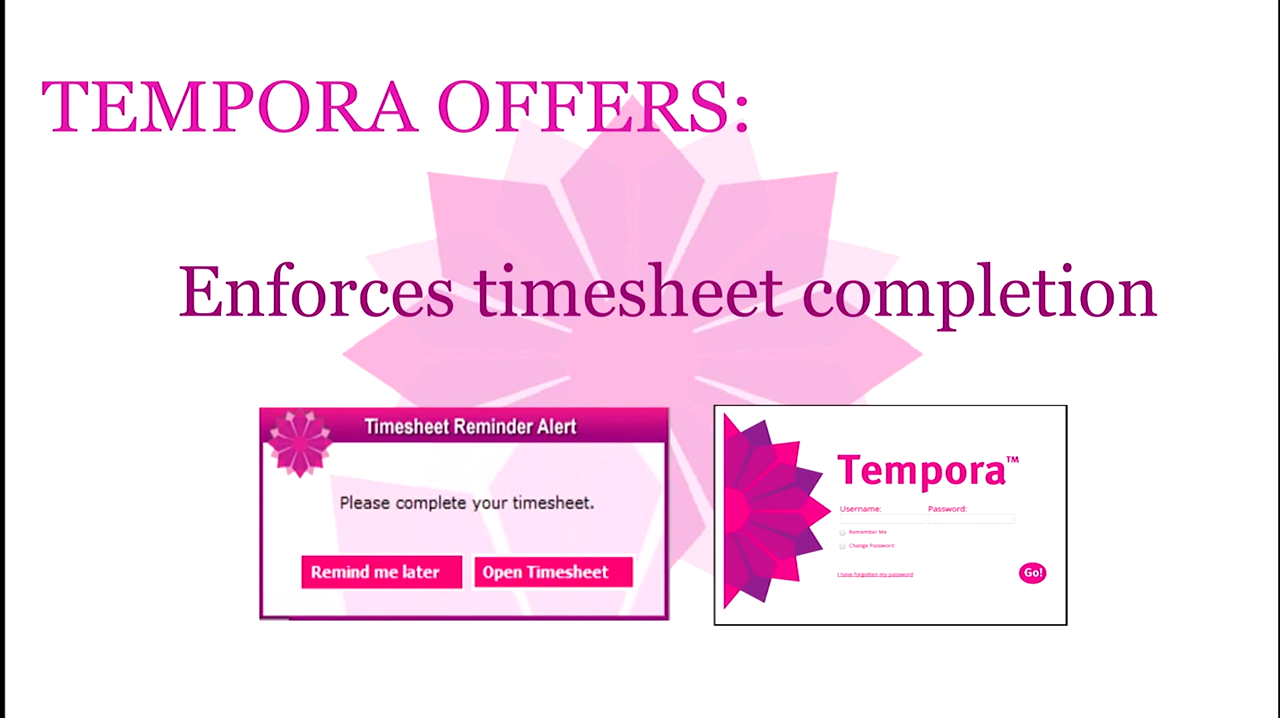 TEMPORA OFFERS:
Enforces timesheet completion
Timesheet Reminder Alert
Please complete your timesheet.
Remind me later
Open Timesheet
Tempora™
Username: Password:
Remember Me
Change Password
I have forgotten my password
Go!